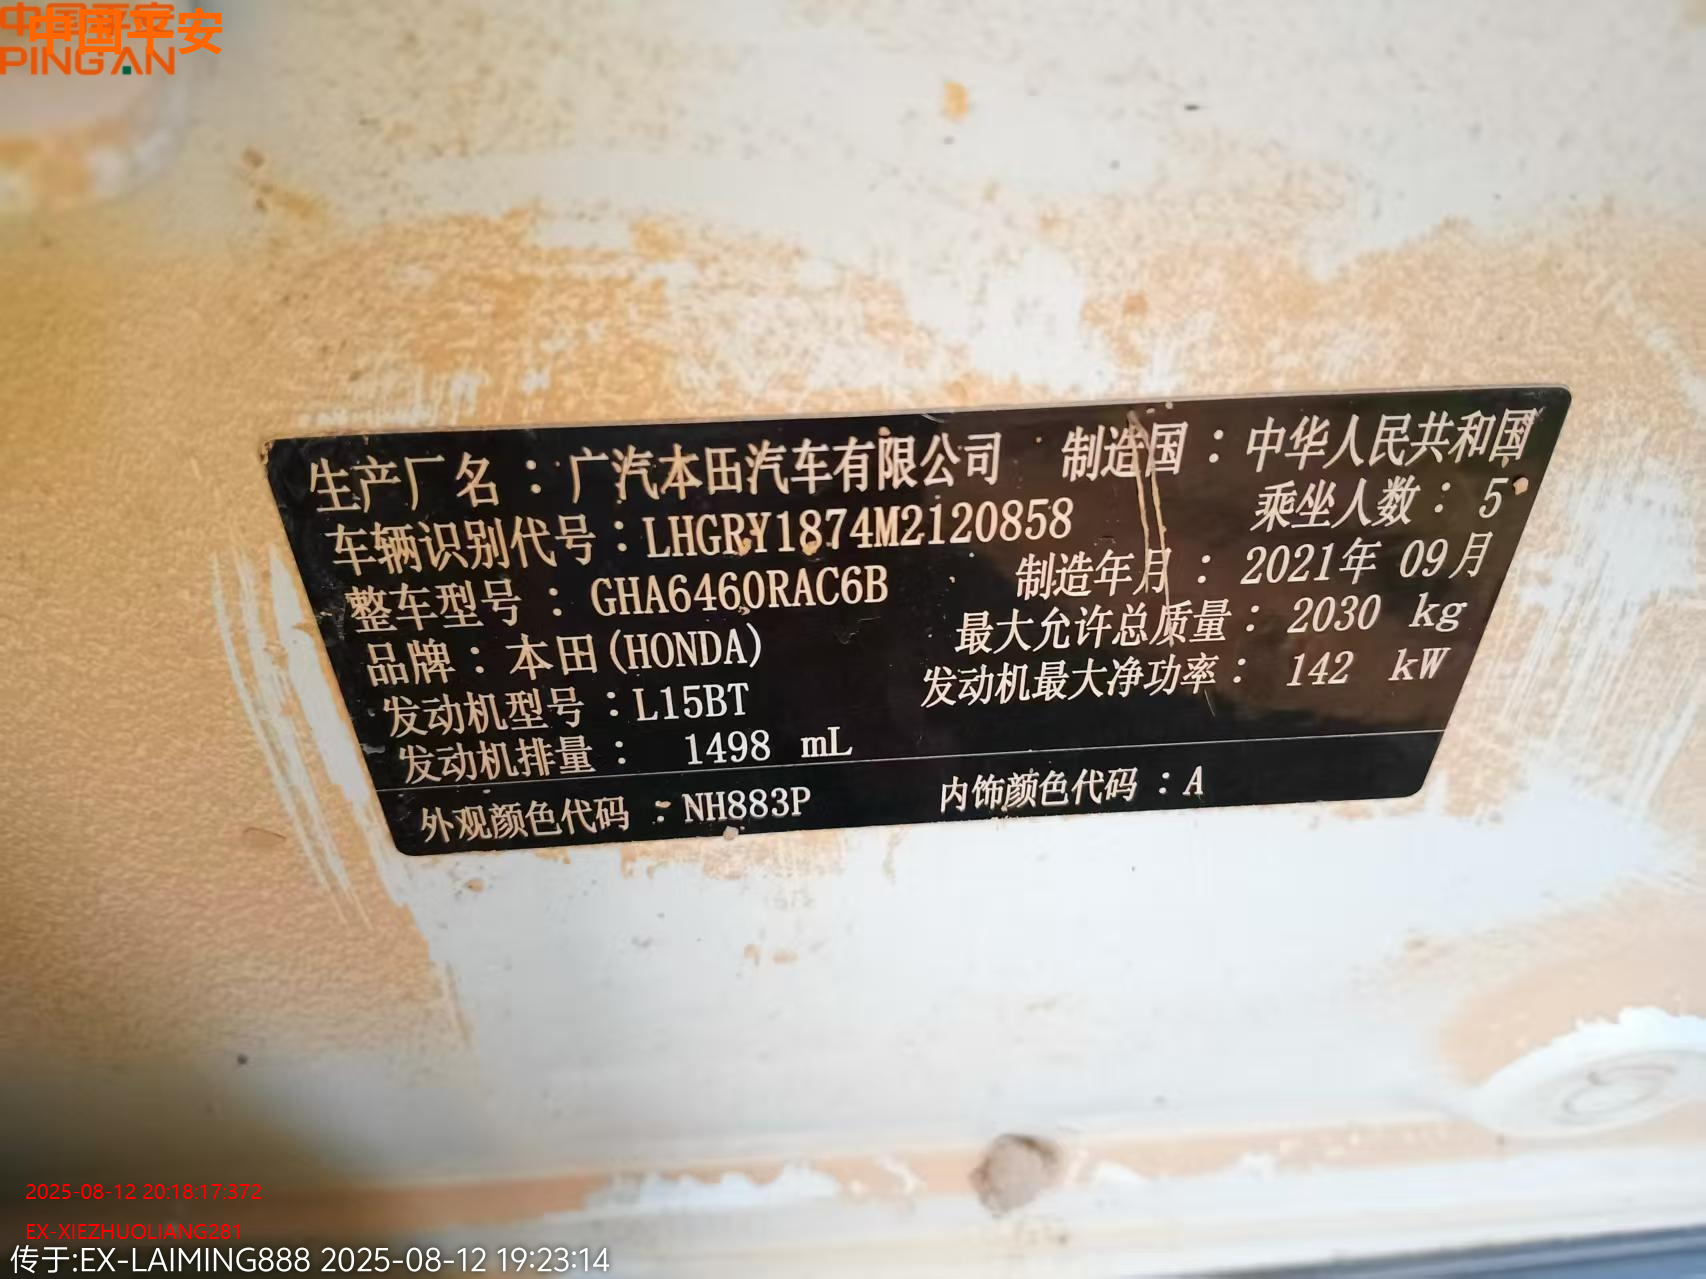 中国平安
PING AN
中国平安
生产厂名：广汽本田汽车有限公司 制造国：中华人民共和国
车辆识别代号：LHGRY1874M2120858 乘坐人数：5
整车型号：GHA6460RAC6B 制造年月：2021年 09月
品牌：本田(HONDA) 最大允许总质量：2030 kg
发动机型号：L15BT 发动机最大净功率：142 kW
发动机排量：1498 mL
外观颜色代码：NH883P 内饰颜色代码：A
2025-08-12 20:18:17:372
EX-XIEZHUOLIANG281
传于:EX-LAIMING888 2025-08-12 19:23:14